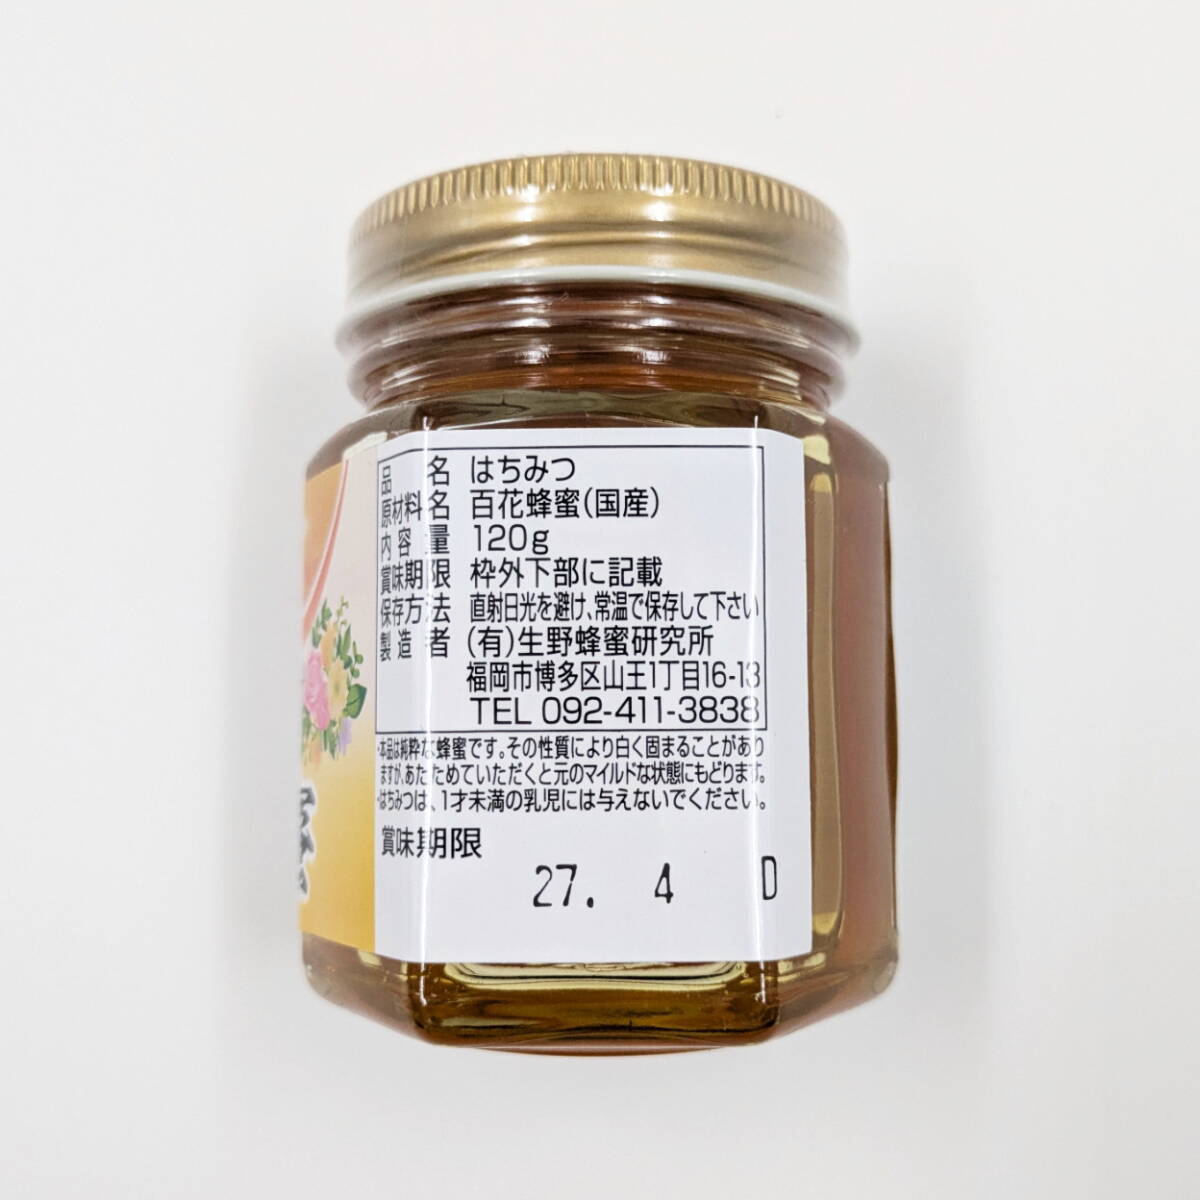 品名 はちみつ
原材料名 百花蜂蜜(国産)
内容量 120g
賞味期限 枠外下部に記載
保存方法 直射日光を避け、常温で保存して下さい
製造者 (有)生野蜂蜜研究所
福岡市博多区山王1丁目16-13
TEL 092-411-3838
・本品は純粋な蜂蜜です。その性質により白く固まることがあり
ますが、あたためていただくと元のマイルドな状態にもどります。
・はちみつは、1才未満の乳児には与えないでください。
賞味期限
27. 4 D